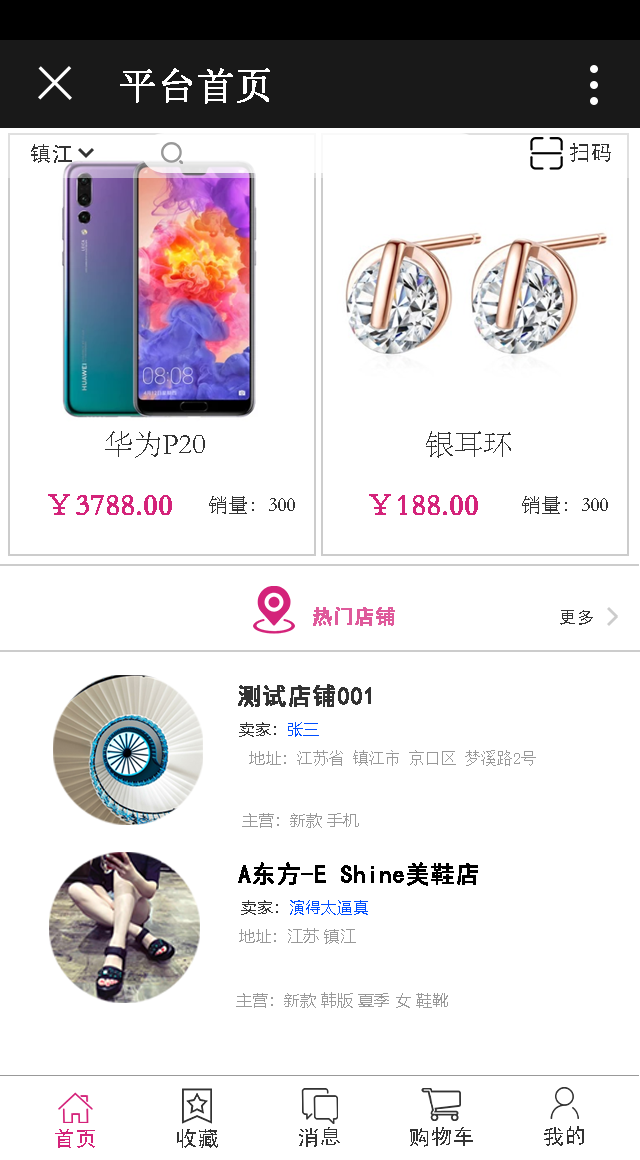 平台首页
镇江
扫码
HUAWEI
08:08
华为P20
银耳环
￥3788.00 销量：300
￥188.00 销量：300
热门店铺
更多
测试店铺001
卖家：张三
地址：江苏省 镇江市 京口区 梦溪路2号
主营：新款 手机
A东方-E Shine美鞋店
卖家：演得太逼真
地址：江苏 镇江
主营：新款 韩版 夏季 女 鞋靴
首页 收藏 消息 购物车 我的